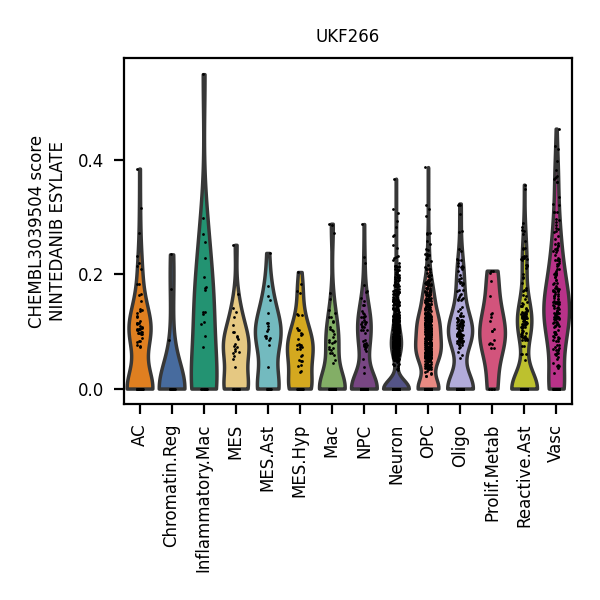 UKF266
CHEMBL3039504 score
NINTEDANIB ESYLATE
0.4
0.2
0.0
AC
Chromatin.Reg
Inflammatory.Mac
MES
MES.Ast
MES.Hyp
Mac
NPC
Neuron
OPC
Oligo
Prolif.Metab
Reactive.Ast
Vasc